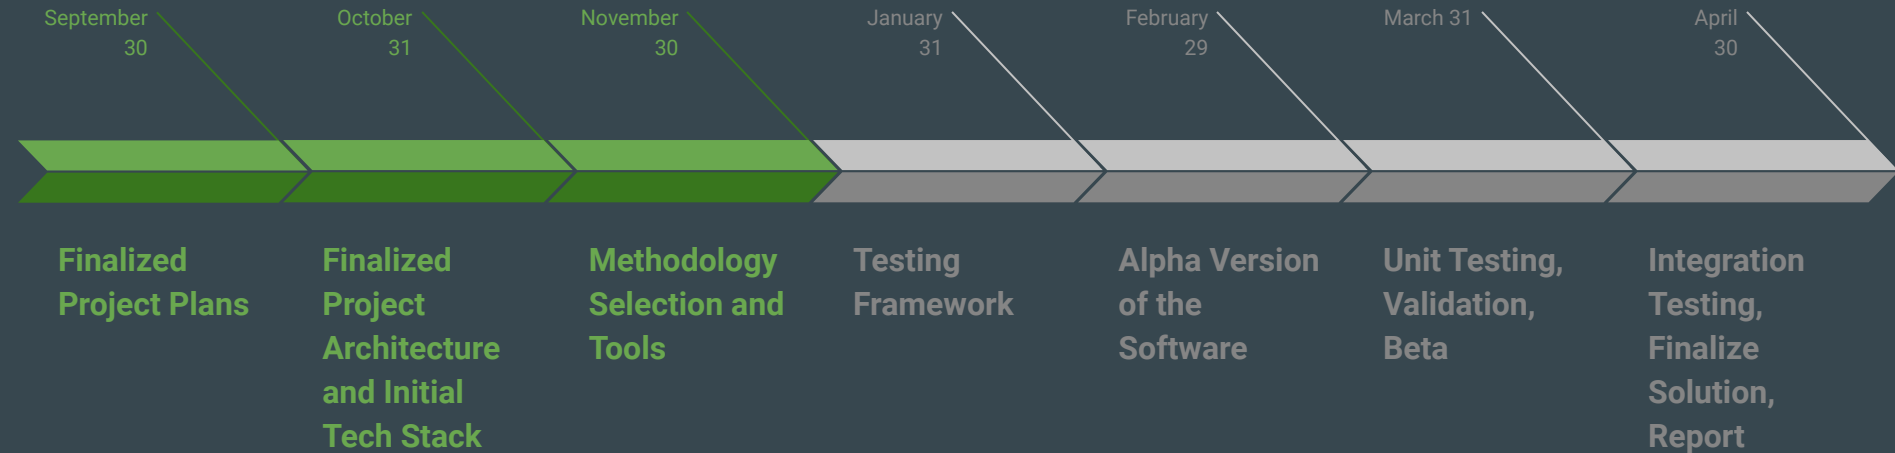 September
30
October
31
November
30
January
31
February
29
March 31
April
30
Finalized
Project Plans
Finalized
Project
Architecture
and Initial
Tech Stack
Methodology
Selection and
Tools
Testing
Framework
Alpha Version
of the
Software
Unit Testing,
Validation,
Beta
Integration
Testing,
Finalize
Solution,
Report